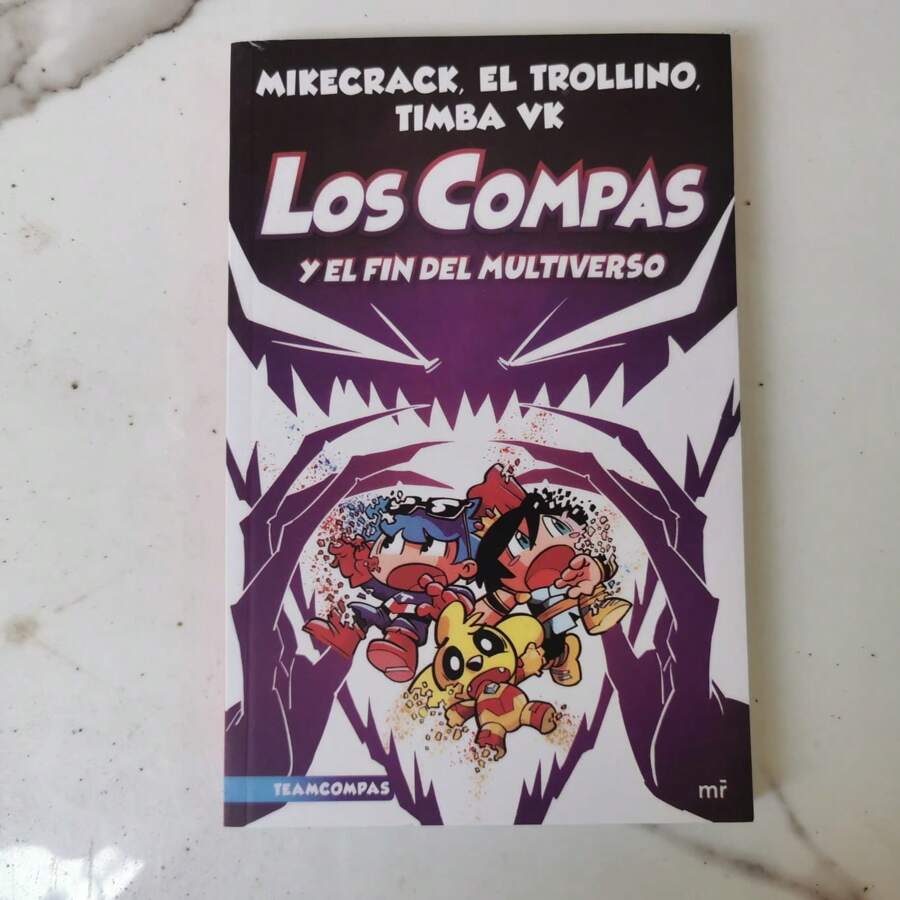 MIKECRACK, EL TROLLINO,
TIMBA VK
LOS COMPAS
Y EL FIN DEL MULTIVERSO
T
TEAMCOMPAS
mr̄